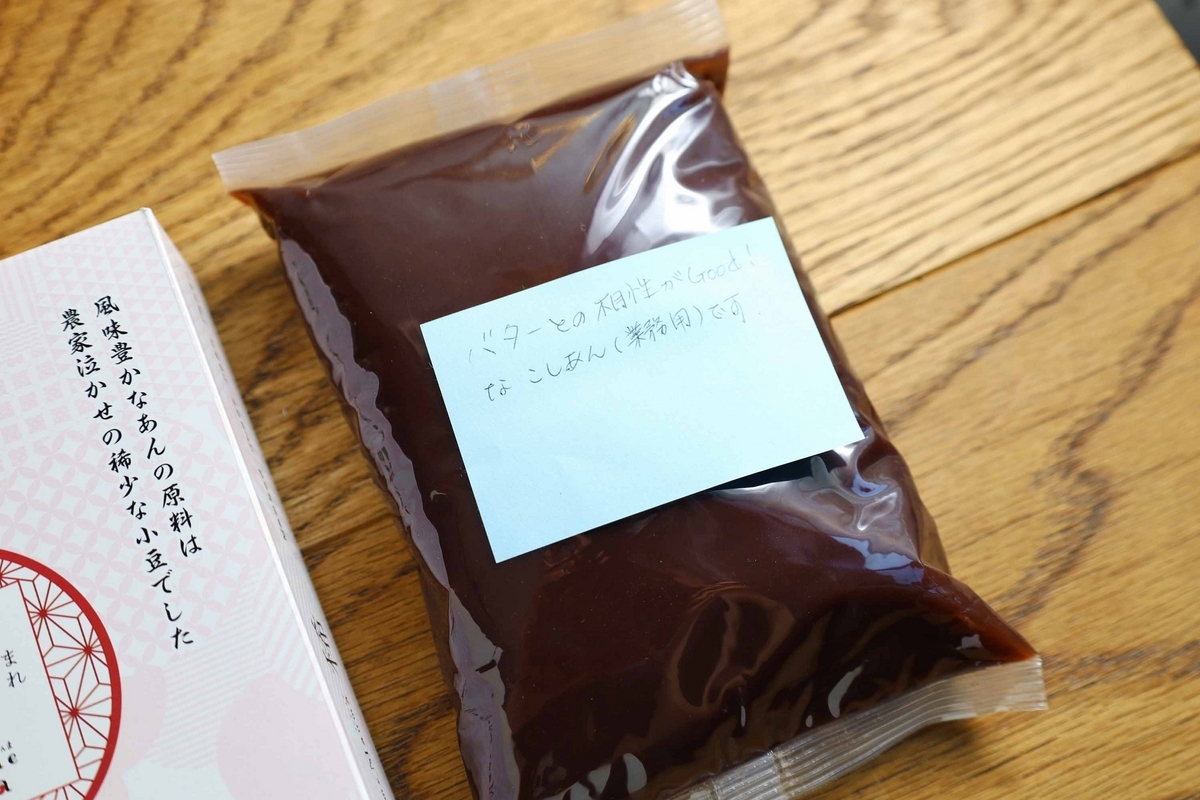 風味豊かなあんの原料は
農家泣かせの稀少な小豆でした
まれ
バターとの相性がGood!
な こしあん(業務用)です.